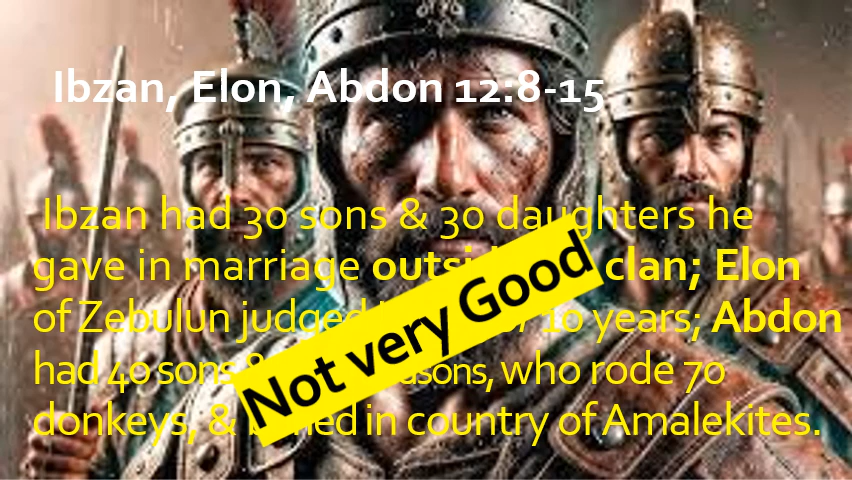 Ibzan, Elon, Abdon 12:8-15
Ibzan had 30 sons & 30 daughters he
gave in marriage clan; Elon
of Zebulun judged 10 years; Abdon
had 40 sons who rode 70
donkeys, & in country of Amalekites.
Not very Good